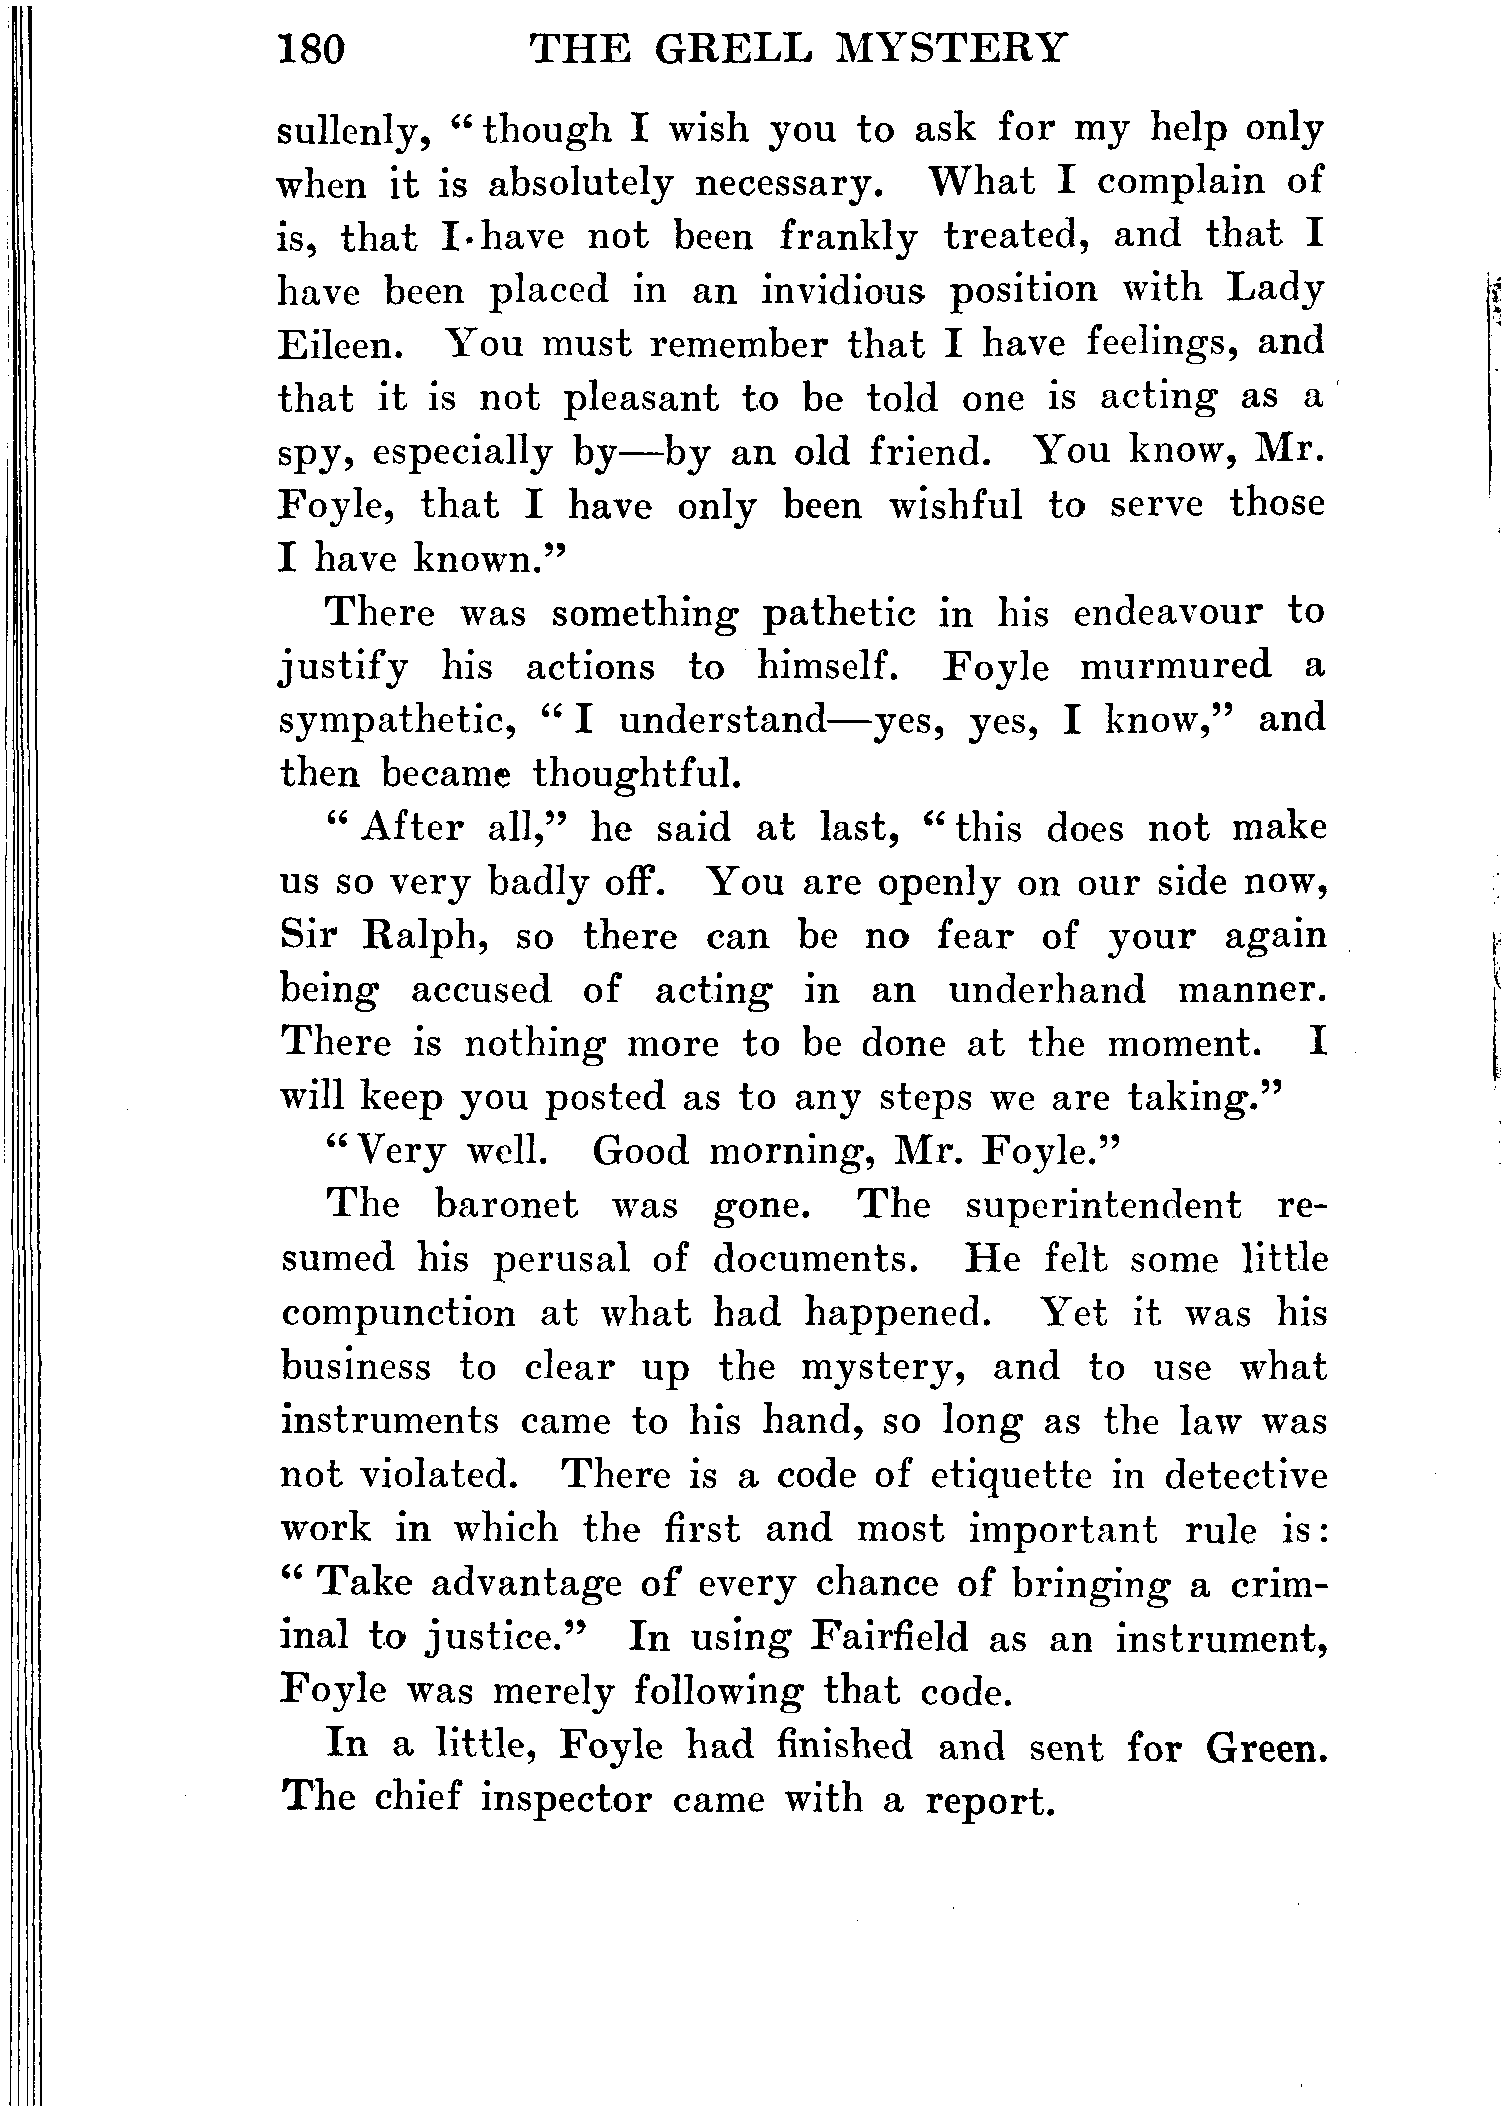 180 THE GRELL MYSTERY
sullenly, “though I wish you to ask for my help only
when it is absolutely necessary. What I complain of
is, that I have not been frankly treated, and that I
have been placed in an invidious position with Lady
Eileen. You must remember that I have feelings, and
that it is not pleasant to be told one is acting as a
spy, especially by—by an old friend. You know, Mr.
Foyle, that I have only been wishful to serve those
I have known.”
There was something pathetic in his endeavour to
justify his actions to himself. Foyle murmured a
sympathetic, “I understand—yes, yes, I know,” and
then became thoughtful.
“After all,” he said at last, “this does not make
us so very badly off. You are openly on our side now,
Sir Ralph, so there can be no fear of your again
being accused of acting in an underhand manner.
There is nothing more to be done at the moment. I
will keep you posted as to any steps we are taking.”
“Very well. Good morning, Mr. Foyle.”
The baronet was gone. The superintendent re-
sumed his perusal of documents. He felt some little
compunction at what had happened. Yet it was his
business to clear up the mystery, and to use what
instruments came to his hand, so long as the law was
not violated. There is a code of etiquette in detective
work in which the first and most important rule is:
“Take advantage of every chance of bringing a crim-
inal to justice.” In using Fairfield as an instrument,
Foyle was merely following that code.
In a little, Foyle had finished and sent for Green.
The chief inspector came with a report.